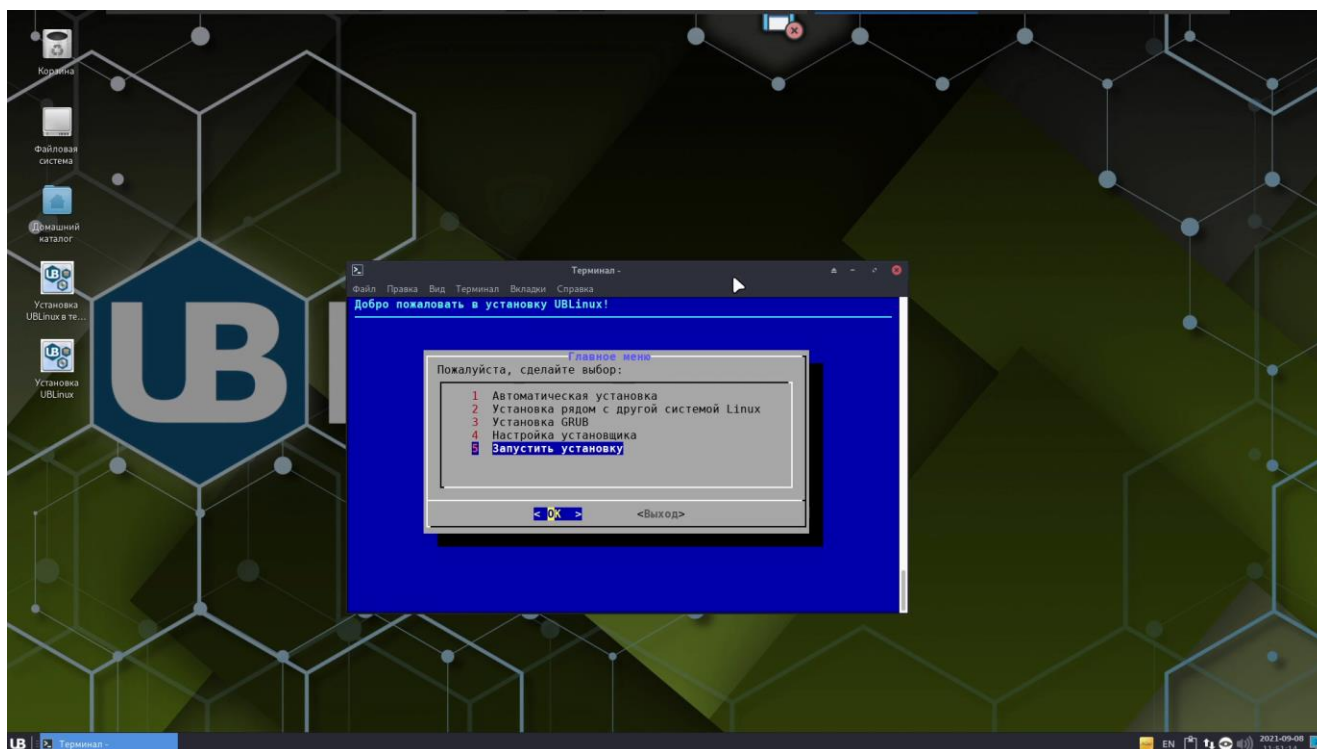 Корзина
Файловая
система
Домашний
каталог
Установка
UBLinux в те...
Установка
UBLinux
UB
Терминал -
Файл Правка Вид Терминал Вкладки Справка
Добро пожаловать в установку UBLinux!
Главное меню
Пожалуйста, сделайте выбор:
1 Автоматическая установка
2 Установка рядом с другой системой Linux
3 Установка GRUB
4 Настройка установщика
5 Запустить установку
< OK > <Выход>
UB Терминал - EN 2021-09-08